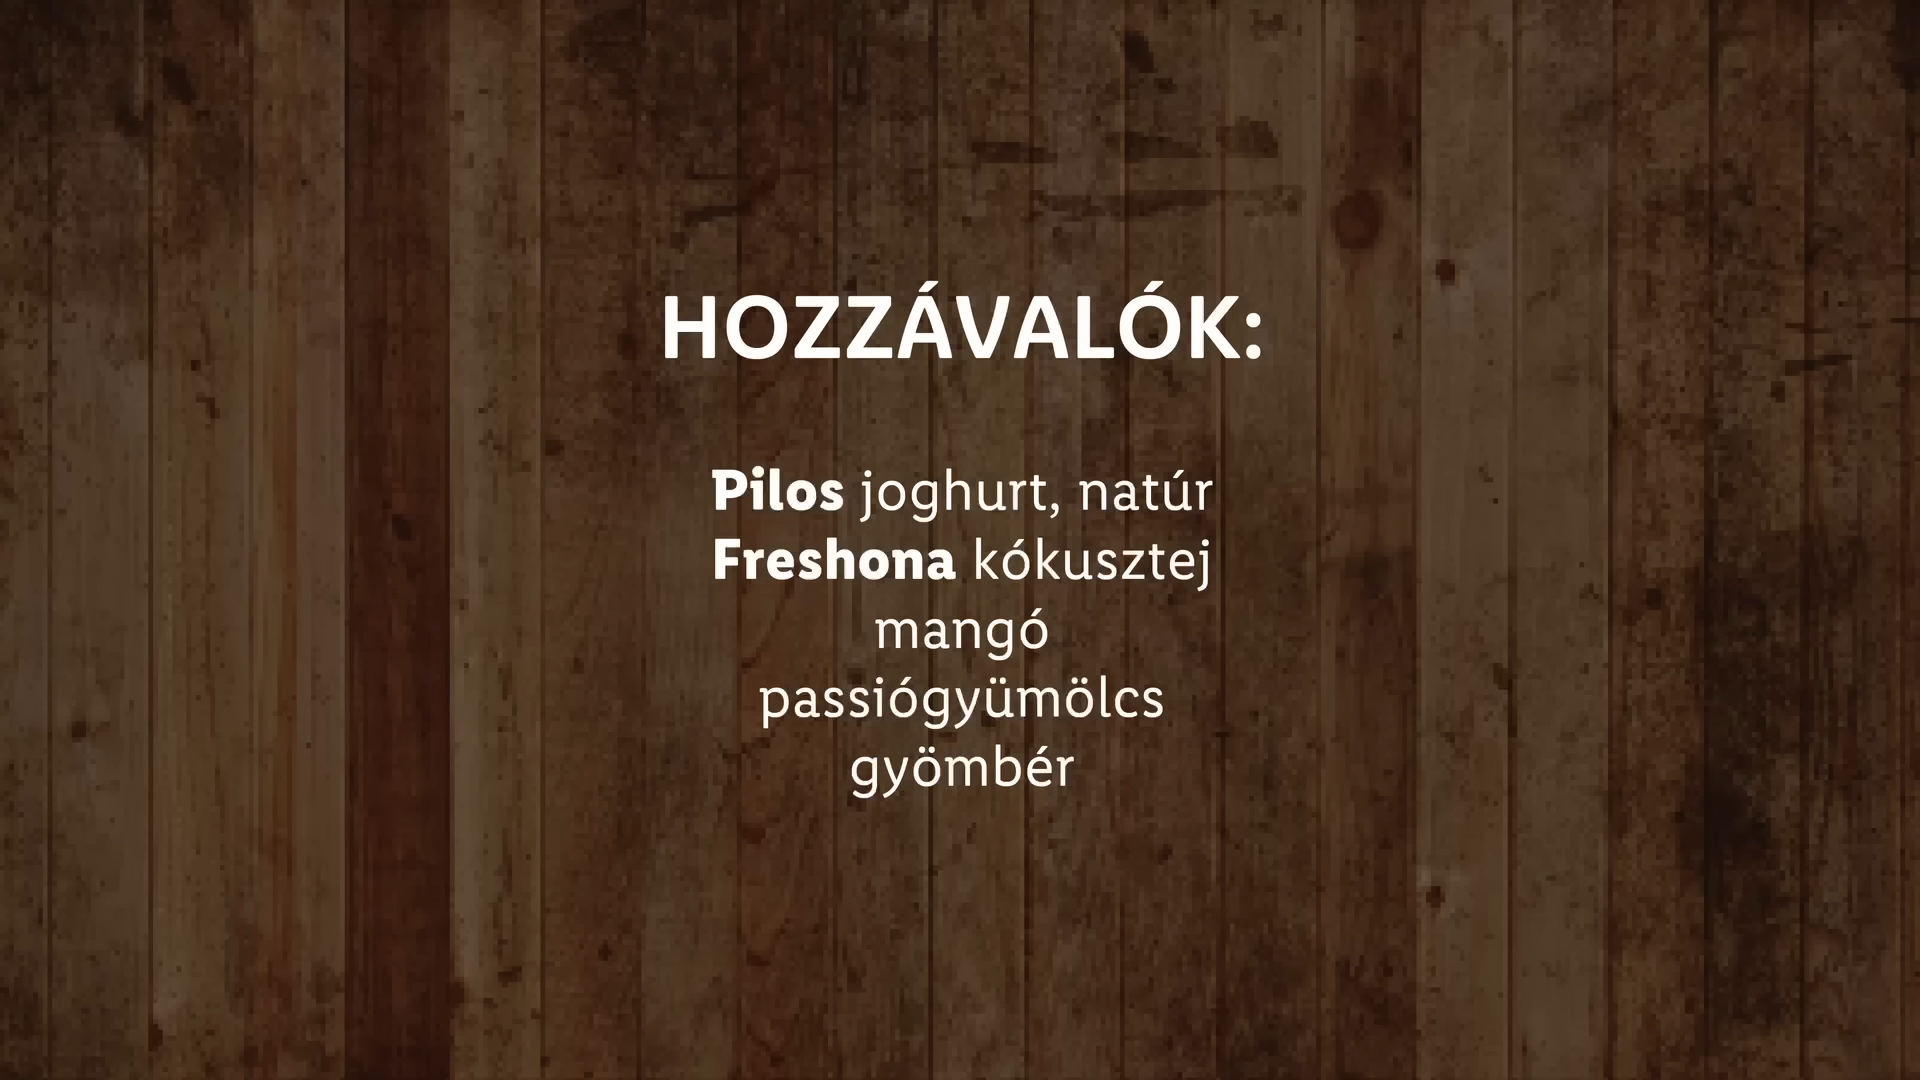 HOZZÁVALÓK:
Pilos joghurt, natúr
Freshona kókusztej
mangó
passiógyümölcs
gyömbér